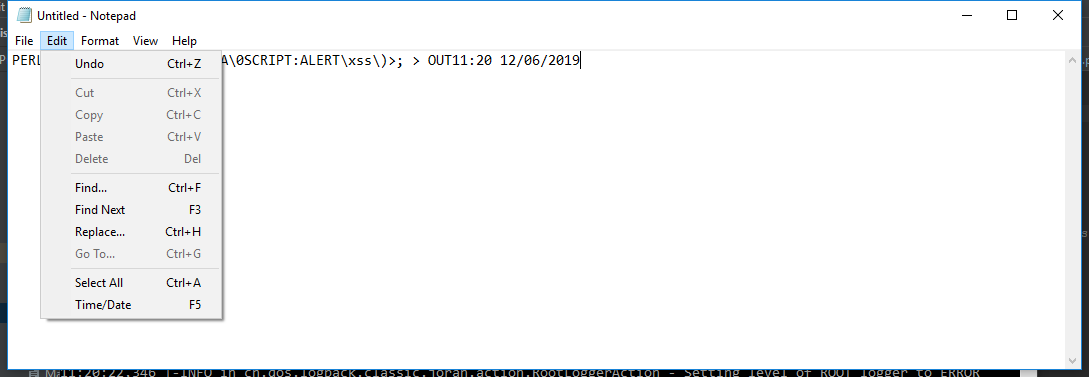 Untitled - Notepad
File Edit Format View Help
PERL A\0SCRIPT:ALERT\xss\)>; > OUT11:20 12/06/2019
Undo Ctrl+Z
Cut Ctrl+X
Copy Ctrl+C
Paste Ctrl+V
Delete Del
Find... Ctrl+F
Find Next F3
Replace... Ctrl+H
Go To... Ctrl+G
Select All Ctrl+A
Time/Date F5
11:20:22.346 |-INFO in ch.qos.logback.classic.joran.action.RootLoggerAction - Setting level of ROOT logger to ERROR